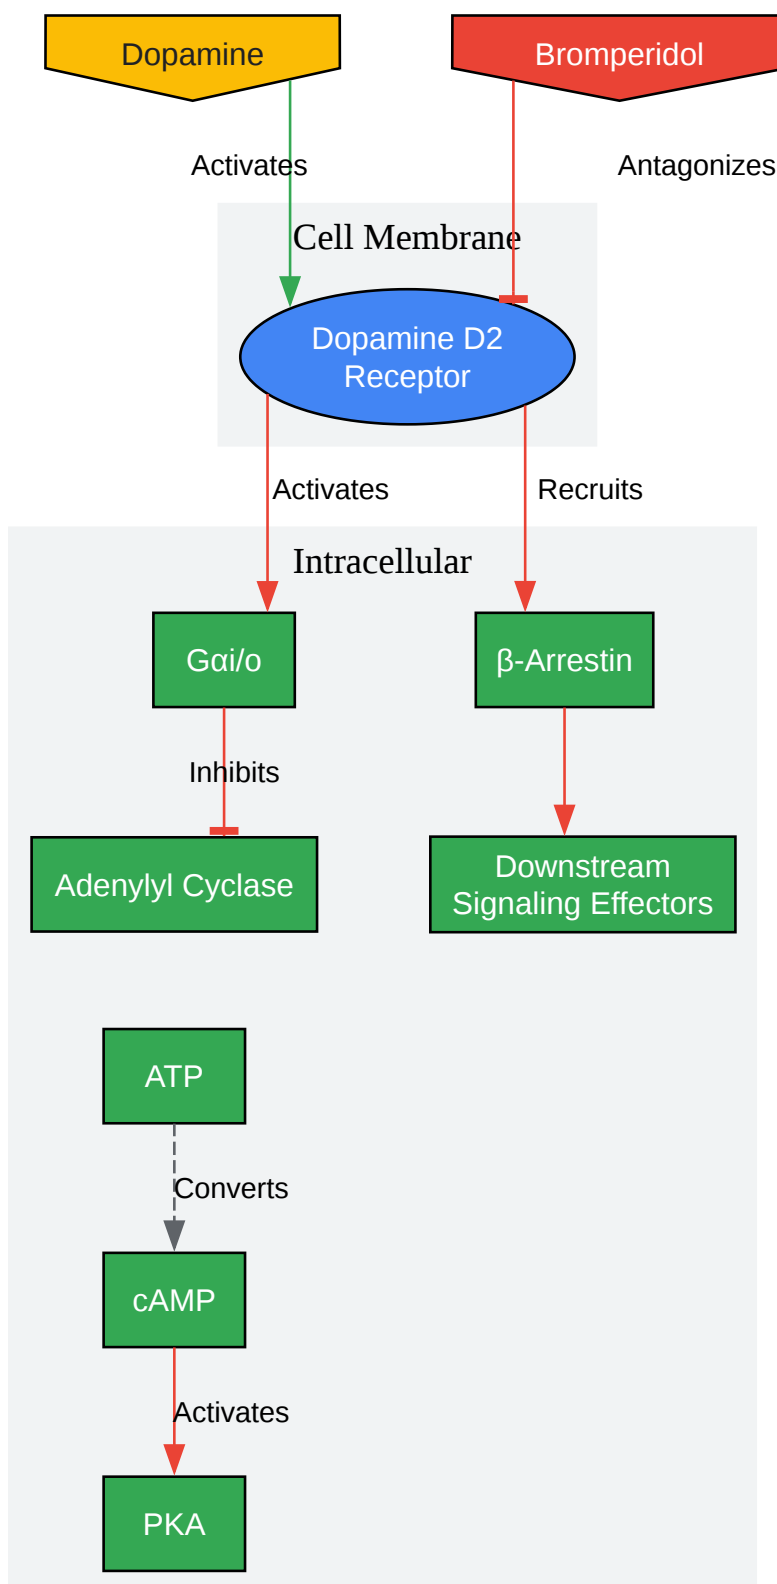 Dopamine
Bromperidol
Activates
Antagonizes
Cell Membrane
Dopamine D2
Receptor
Activates
Recruits
Intracellular
Gαi/o
β-Arrestin
Inhibits
Adenylyl Cyclase
Downstream
Signaling Effectors
ATP
Converts
cAMP
Activates
PKA